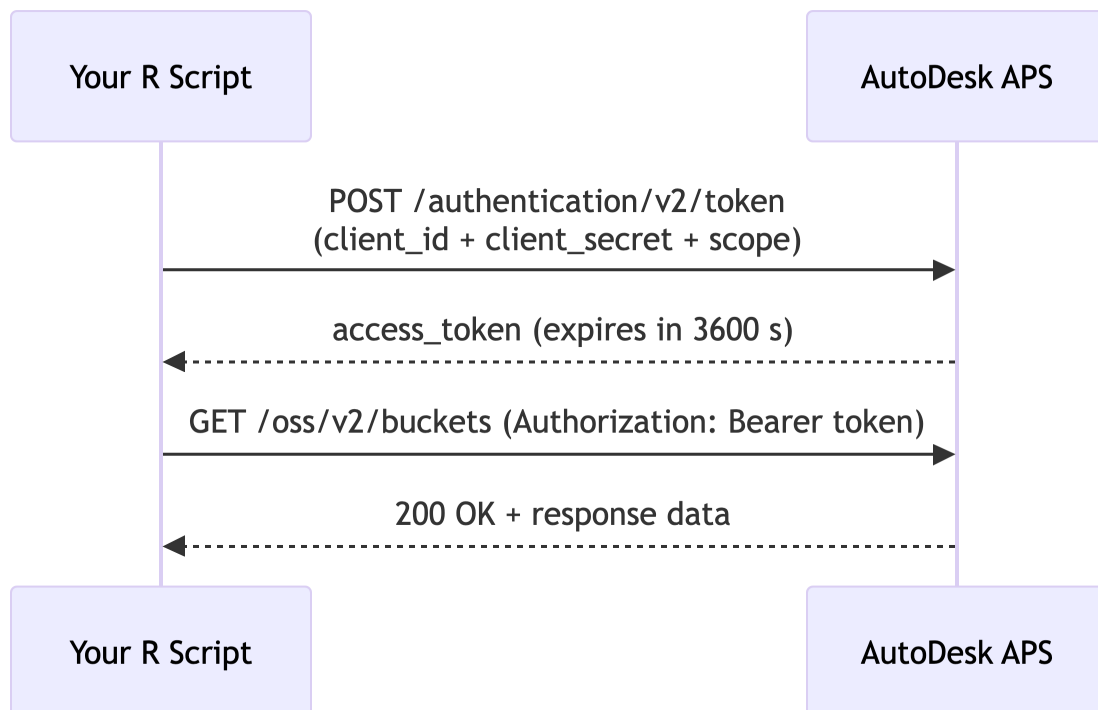 Your R Script
AutoDesk APS
POST /authentication/v2/token
(client_id + client_secret + scope)
access_token (expires in 3600 s)
GET /oss/v2/buckets (Authorization: Bearer token)
200 OK + response data
Your R Script
AutoDesk APS